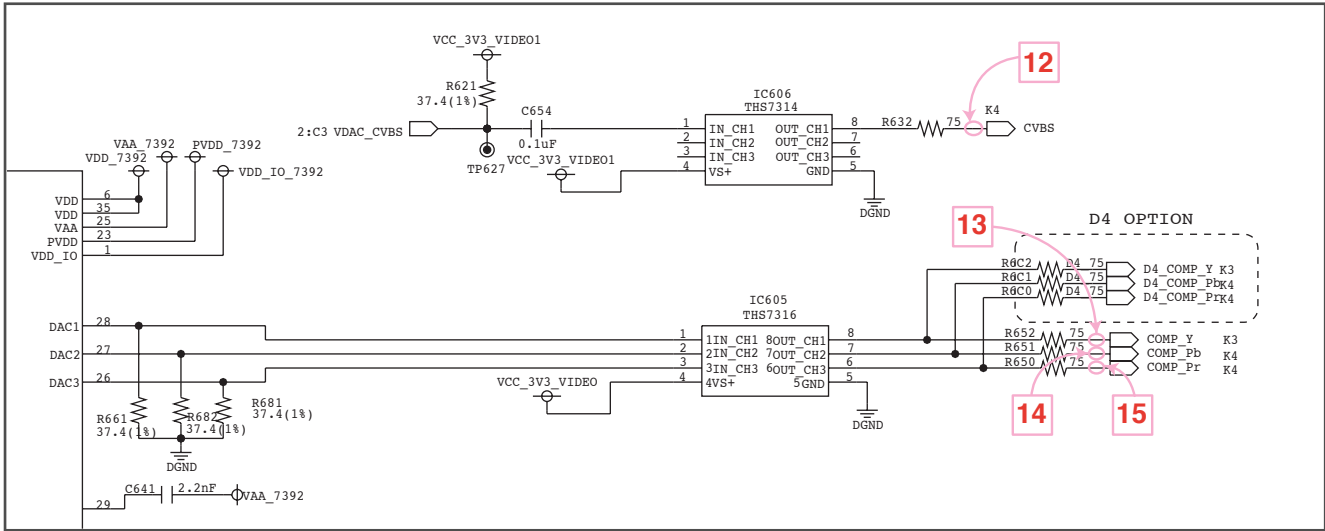 12
VCC_3V3_VIDEO1
R621
37.4(1%)
C654
0.1uF
IC606
THS7314
K4
2:C3 VDAC_CVBS
TP627
1 IN_CH1 OUT_CH1 8
2 IN_CH2 OUT_CH2 7
3 IN_CH3 OUT_CH3 6
4 VS+ GND 5
R632 75
CVBS
VCC_3V3_VIDEO1
DGND
VAA_7392 PVDD_7392
VDD_7392
VDD_IO_7392
VDD 6
VDD 35
VAA 25
PVDD 23
VDD_IO 1
13
D4 OPTION
R6C2 D4 75 D4_COMP_Y K3
R6C1 D4 75 D4_COMP_Pb K4
R6C0 D4 75 D4_COMP_Pr K4
IC605
THS7316
DAC1 28
DAC2 27
DAC3 26
1 1IN_CH1 8OUT_CH1 8
2 2IN_CH2 7OUT_CH2 7
3 3IN_CH3 6OUT_CH3 6
4 4VS+ 5GND 5
R652 75 COMP_Y K3
R651 75 COMP_Pb K4
R650 75 COMP_Pr K4
VCC_3V3_VIDEO
DGND
14 15
R661
37.4(1%)
R682
37.4(1%)
R681
37.4(1%)
DGND
C641 2.2nF VAA_7392
29